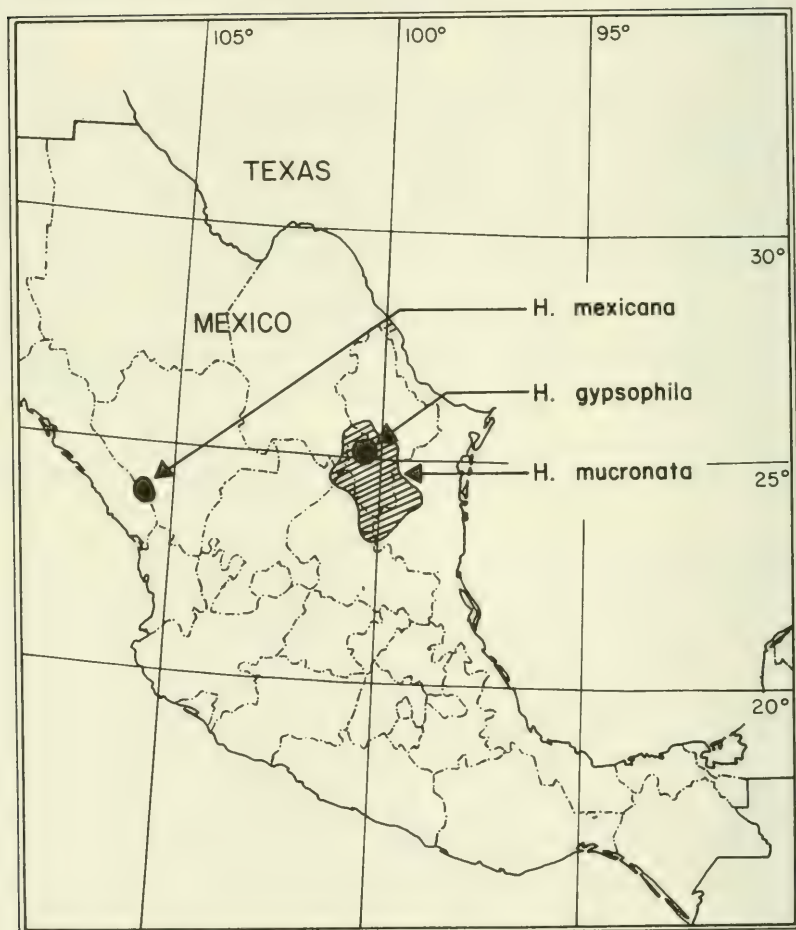 105°
100°
95°
TEXAS
30°
MEXICO
H. mexicana
H. gypsophila
H. mucronata
25°
20°